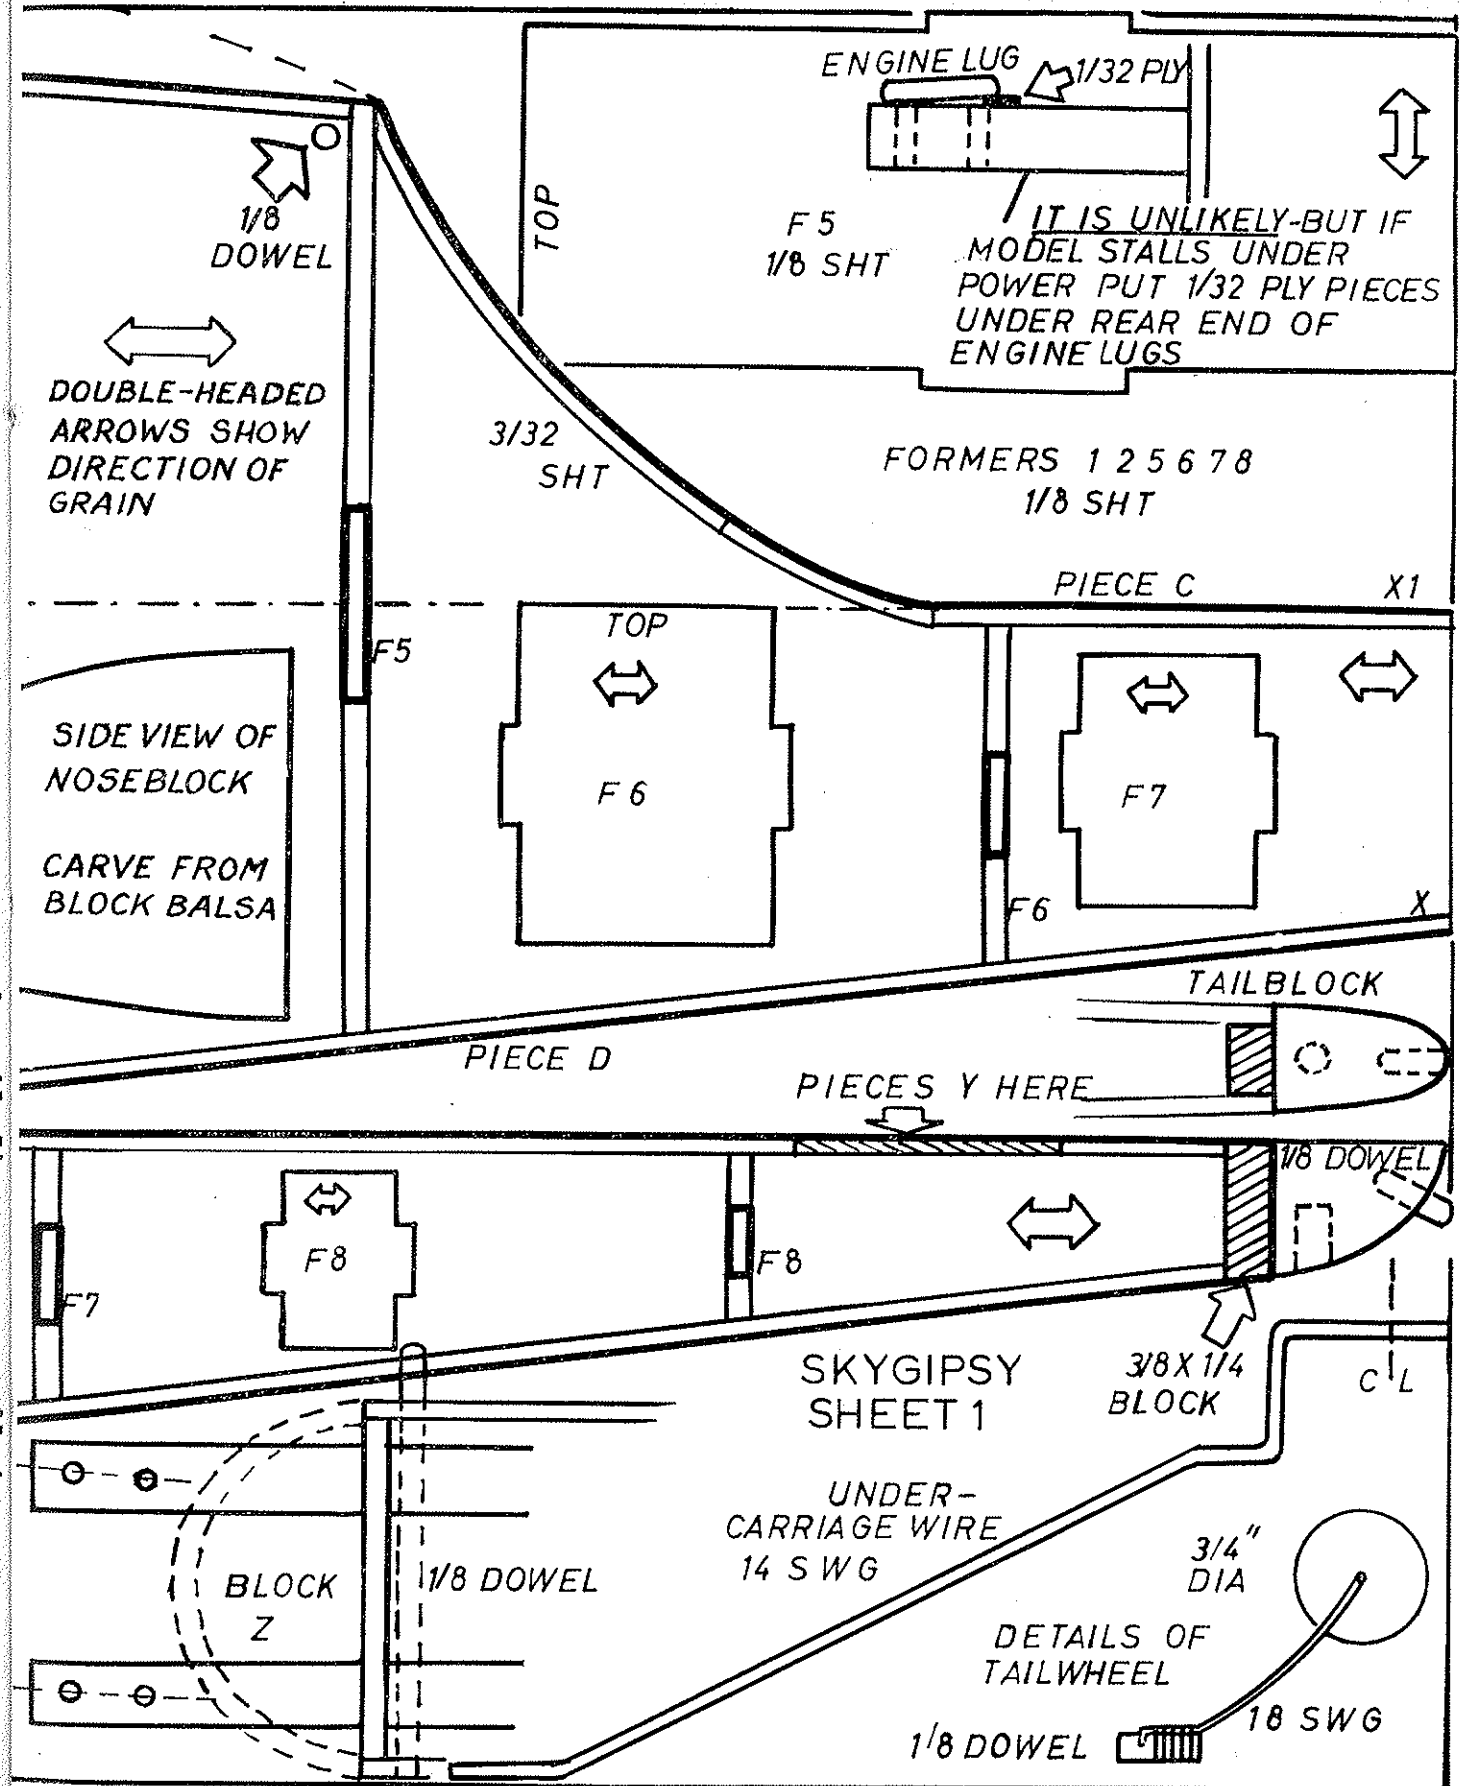 ENGINE LUG
1/32 PLY
1/8
DOWEL
TOP
F5
1/8 SHT
IT IS UNLIKELY-BUT IF
MODEL STALLS UNDER
POWER PUT 1/32 PLY PIECES
UNDER REAR END OF
ENGINE LUGS
DOUBLE-HEADED
ARROWS SHOW
DIRECTION OF
GRAIN
3/32
SHT
FORMERS 1 2 5 6 7 8
1/8 SHT
PIECE C
X1
TOP
F5
SIDE VIEW OF
NOSEBLOCK
CARVE FROM
BLOCK BALSA
F6
F7
F6
X
TAILBLOCK
PIECE D
PIECES Y HERE
1/8 DOWEL
F8
F8
F7
SKYGIPSY
SHEET 1
3/8 X 1/4
BLOCK
C L
UNDER-
CARRIAGE WIRE
14 SWG
1/8 DOWEL
BLOCK
Z
3/4"
DIA
DETAILS OF
TAILWHEEL
18 SWG
1/8 DOWEL